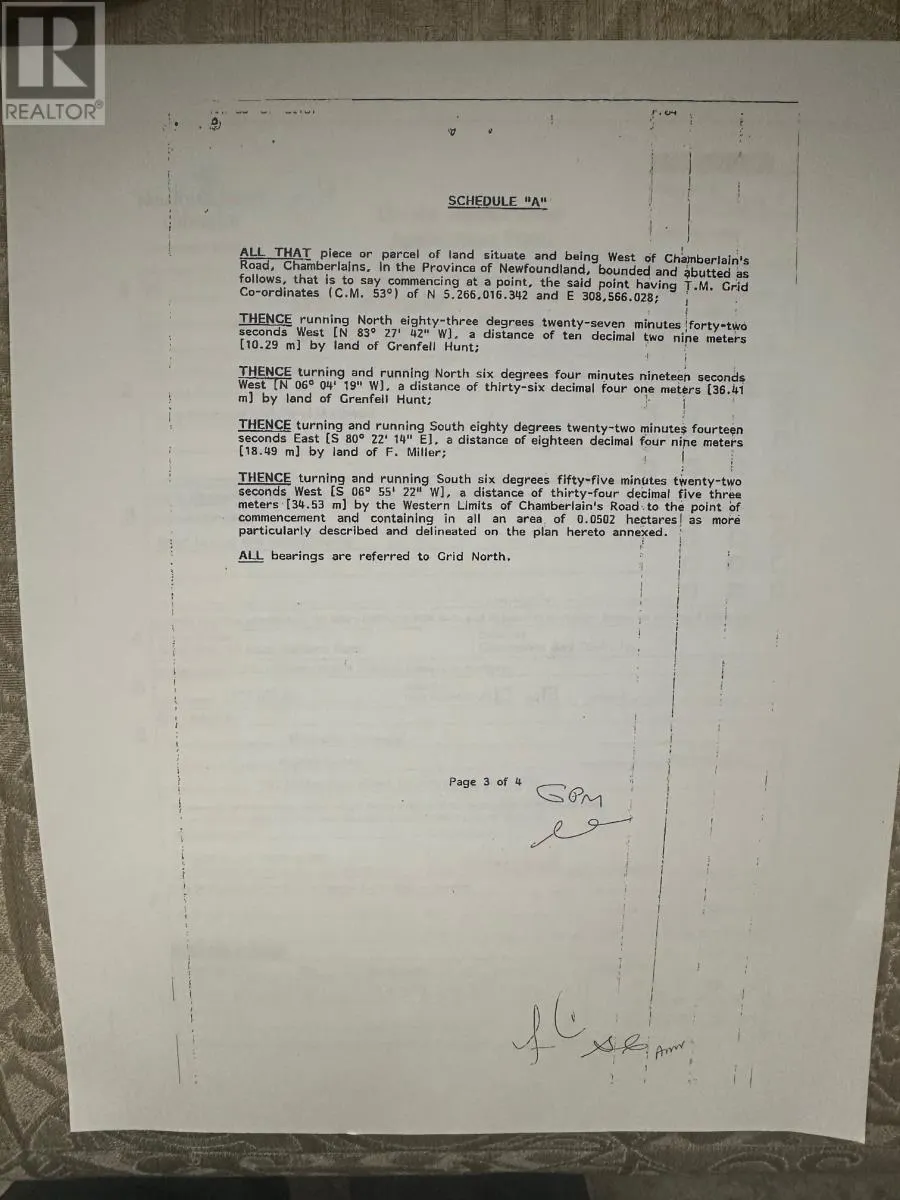 REALTOR®
SCHEDULE "A"
ALL THAT piece or parcel of land situate and being West of Chamberlain's
Road, Chamberlains, in the Province of Newfoundland, bounded and abutted as
follows, that is to say commencing at a point, the said point having T.M. Grid
Co-ordinates (C.M. 53°) of N 5,266,016.342 and E 308,566.028;
THENCE running North eighty-three degrees twenty-seven minutes forty-two
seconds West [N 83° 27' 42" W], a distance of ten decimal two nine meters
[10.29 m] by land of Grenfell Hunt;
THENCE turning and running North six degrees four minutes nineteen seconds
West [N 06° 04' 19" W], a distance of thirty-six decimal four one meters [36.41
m] by land of Grenfell Hunt;
THENCE turning and running South eighty degrees twenty-two minutes fourteen
seconds East [S 80° 22' 14" E], a distance of eighteen decimal four nine meters
[18.49 m] by land of F. Miller;
THENCE turning and running South six degrees fifty-five minutes twenty-two
seconds West [S 06° 55' 22" W], a distance of thirty-four decimal five three
meters [34.53 m] by the Western Limits of Chamberlain's Road to the point of
commencement and containing in all an area of 0.0502 hectares as more
particularly described and delineated on the plan hereto annexed.
ALL bearings are referred to Grid North.
Page 3 of 4
GPM